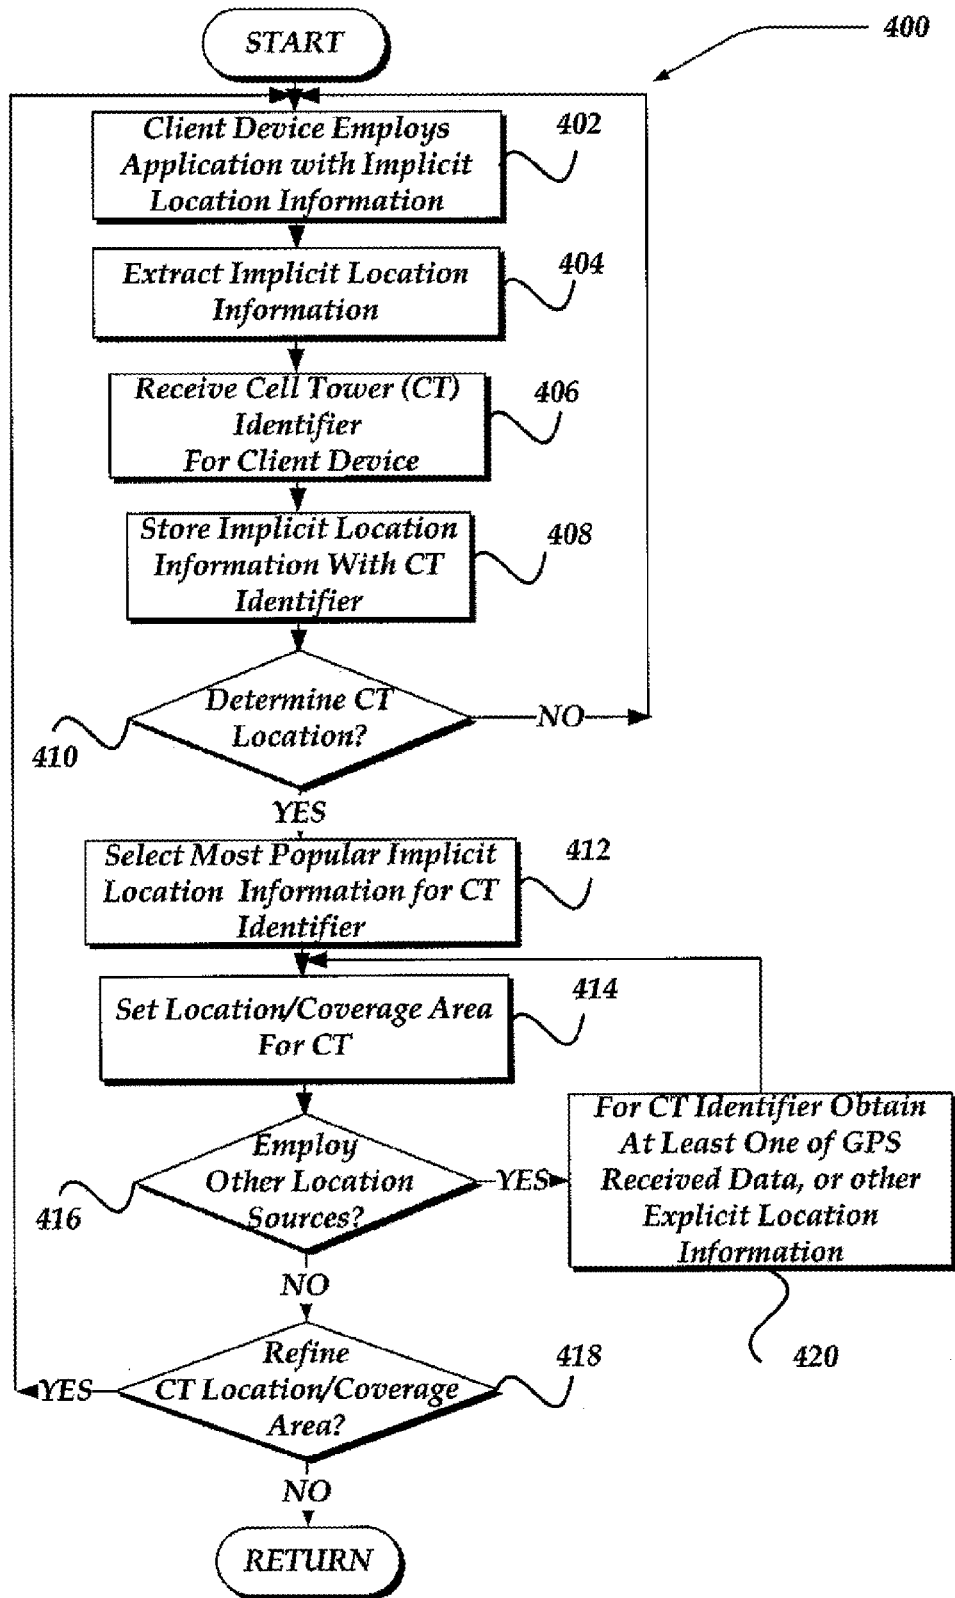 START
400
Client Device Employs
Application with Implicit
Location Information
402
Extract Implicit Location
Information
404
Receive Cell Tower (CT)
Identifier
For Client Device
406
Store Implicit Location
Information With CT
Identifier
408
Determine CT
Location?
NO
410
YES
Select Most Popular Implicit
Location Information for CT
Identifier
412
Set Location/Coverage Area
For CT
414
Employ
Other Location
Sources?
YES
416
For CT Identifier Obtain
At Least One of GPS
Received Data, or other
Explicit Location
Information
420
NO
Refine
CT Location/Coverage
Area?
418
YES
NO
RETURN